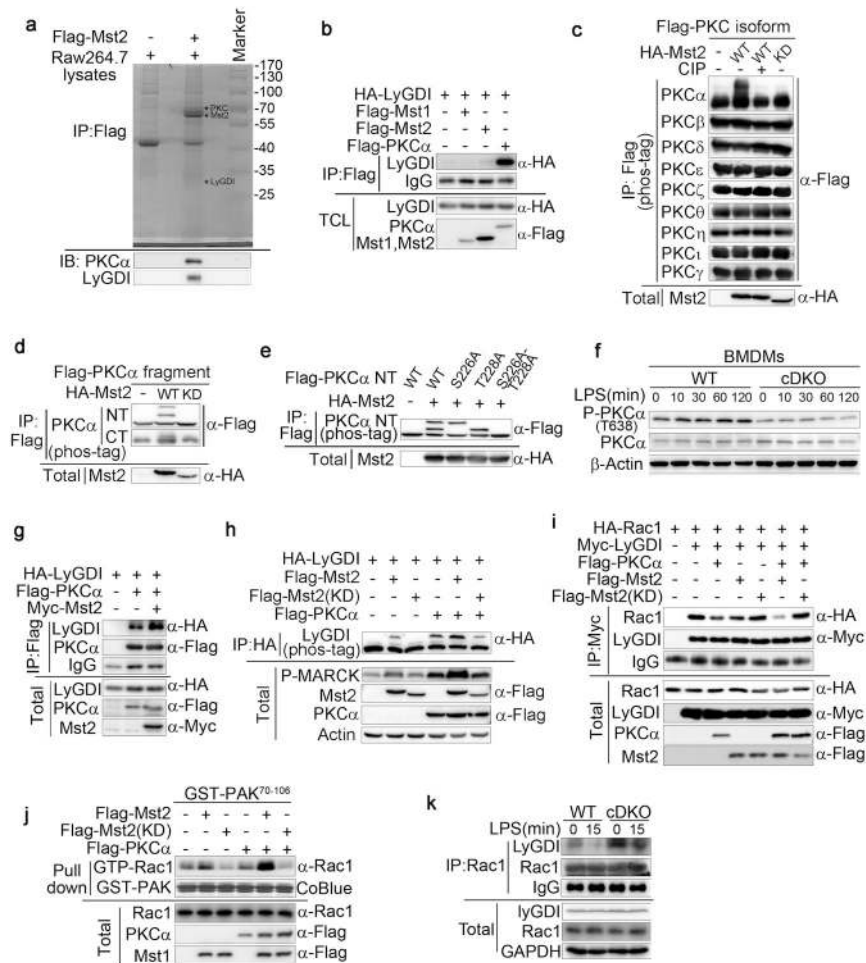 a
Flag-Mst2 - +
Raw264.7 + +
lysates
Marker
170
130
100
70
55
40
35
25
* PKC
* Mst2
* LyGDI
IP:Flag
IB: PKCα
LyGDI
b
HA-LyGDI + + + +
Flag-Mst1 - + - -
Flag-Mst2 - - + -
Flag-PKCα - - - +
IP:Flag
LyGDI α-HA
IgG
TCL
LyGDI α-HA
PKCα
Mst1,Mst2
α-Flag
c
Flag-PKC isoform
HA-Mst2 - WT WT KD
CIP - - + -
IP: Flag
(phos-tag)
PKCα
PKCβ
PKCδ
PKCε
PKCζ
PKCθ
PKCη
PKCι
PKCγ
α-Flag
Total Mst2 α-HA
d
Flag-PKCα fragment
HA-Mst2 - WT KD
IP:
Flag
PKCα
NT
CT
(phos-tag)
α-Flag
Total Mst2 α-HA
e
Flag-PKCα NT WT WT S226A T228A S226A-T228A
HA-Mst2 - + + + +
IP:
Flag
PKCα NT
(phos-tag)
α-Flag
Total Mst2 α-HA
f
BMDMs
WT cDKO
LPS(min) 0 10 30 60 120 0 10 30 60 120
P-PKCα
(T638)
PKCα
β-Actin
g
HA-LyGDI + + +
Flag-PKCα - + +
Myc-Mst2 - - +
IP:Flag
LyGDI α-HA
PKCα α-Flag
IgG
Total
LyGDI α-HA
PKCα α-Flag
Mst2 α-Myc
h
HA-LyGDI + + + + + +
Flag-Mst2 - + - - + -
Flag-Mst2(KD) - - + - - +
Flag-PKCα - - - + + +
IP:HA
LyGDI
(phos-tag)
α-HA
Total
P-MARCK
Mst2 α-Flag
PKCα α-Flag
Actin
i
HA-Rac1 + + + + + + +
Myc-LyGDI - + + + + + +
Flag-PKCα - - + - - + +
Flag-Mst2 - - - + - + -
Flag-Mst2(KD) - - - - + - +
IP:Myc
Rac1 α-HA
LyGDI α-Myc
IgG
Total
Rac1 α-HA
LyGDI α-Myc
PKCα α-Flag
Mst2 α-Flag
j
GST-PAK70-106
Flag-Mst2 - + - - + -
Flag-Mst2(KD) - - + - - +
Flag-PKCα - - - + + +
Pull
down
GTP-Rac1 α-Rac1
GST-PAK CoBlue
Total
Rac1 α-Rac1
PKCα α-Flag
Mst1 α-Flag
k
WT cDKO
LPS(min) 0 15 0 15
IP:Rac1
LyGDI
Rac1
IgG
Total
lyGDI
Rac1
GAPDH